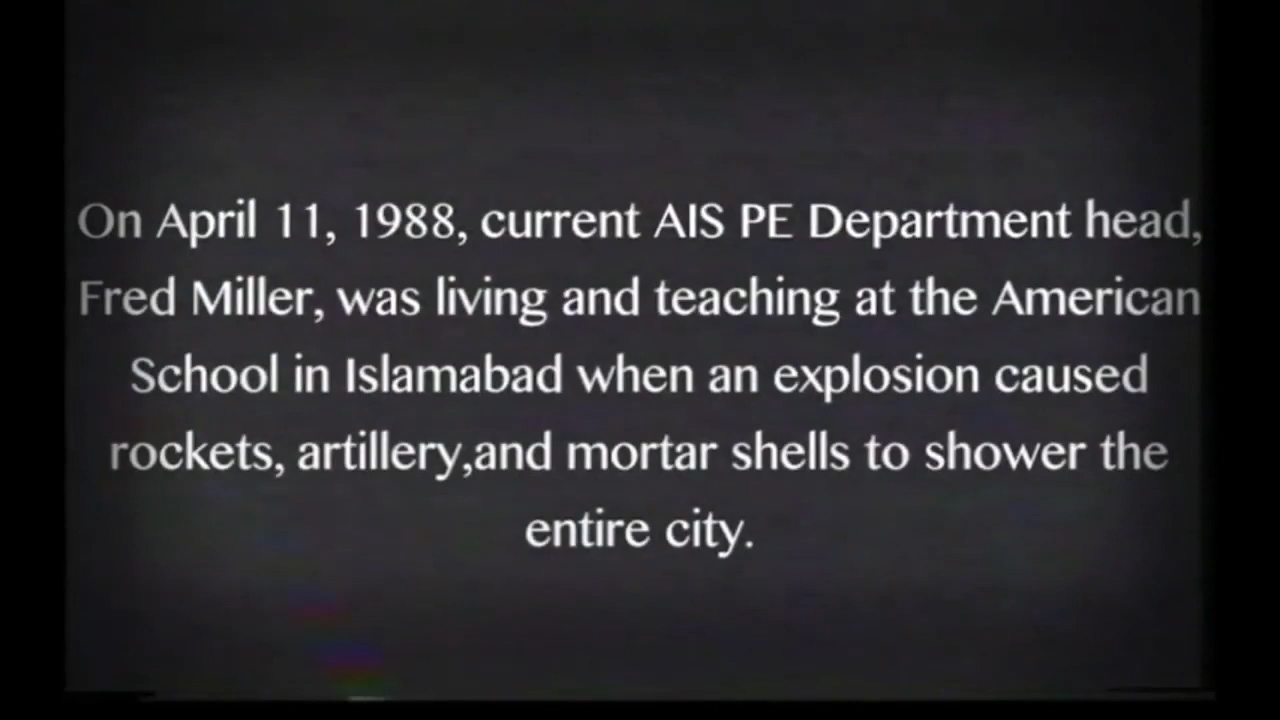 On April 11, 1988, current AIS PE Department head,
Fred Miller, was living and teaching at the American
School in Islamabad when an explosion caused
rockets, artillery,and mortar shells to shower the
entire city.